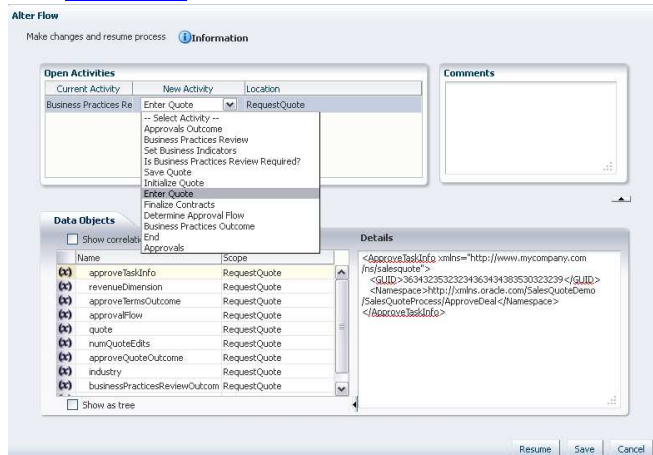 Alter Flow
Make changes and resume process Information
Open Activities
Current Activity New Activity Location
Business Practices Re Enter Quote RequestQuote
-- Select Activity --
Approvals Outcome
Business Practices Review
Set Business Indicators
Is Business Practices Review Required?
Save Quote
Initialize Quote
Enter Quote
Finalize Contracts
Determine Approval Flow
Business Practices Outcome
End
Approvals
Comments
Data Objects
Show correlati
Name Scope
(x) approveTaskInfo RequestQuote
(x) revenueDimension RequestQuote
(x) approveTermsOutcome RequestQuote
(x) approvalFlow RequestQuote
(x) quote RequestQuote
(x) numQuoteEdits RequestQuote
(x) approveQuoteOutcome RequestQuote
(x) industry RequestQuote
(x) businessPracticesReviewOutcom RequestQuote
Show as tree
Details
<ApproveTaskInfo xmlns="http://www.mycompany.com
/ns/salesquote">
<Namespace>http://xmlns.oracle.com/SalesQuoteDemo
/SalesQuoteProcess/ApproveDeal</Namespace>
</ApproveTaskInfo>
Resume Save Cancel